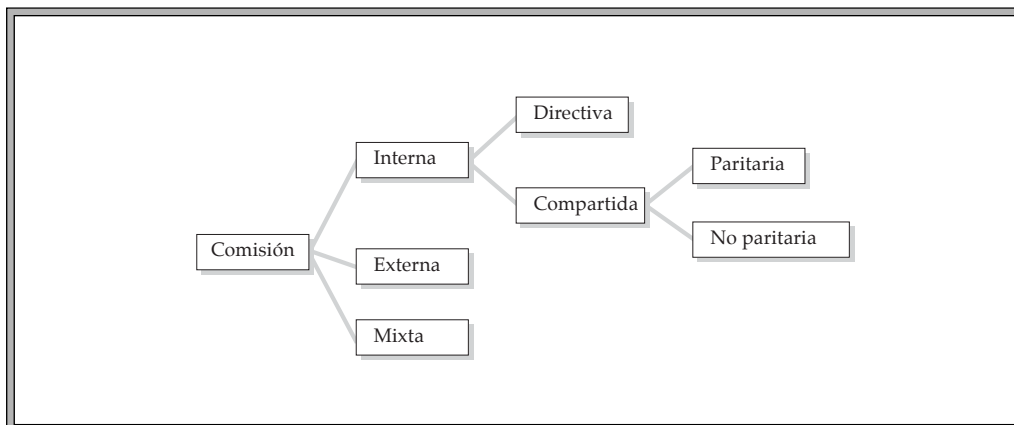 Directiva
Interna
Paritaria
Compartida
No paritaria
Comisión
Externa
Mixta